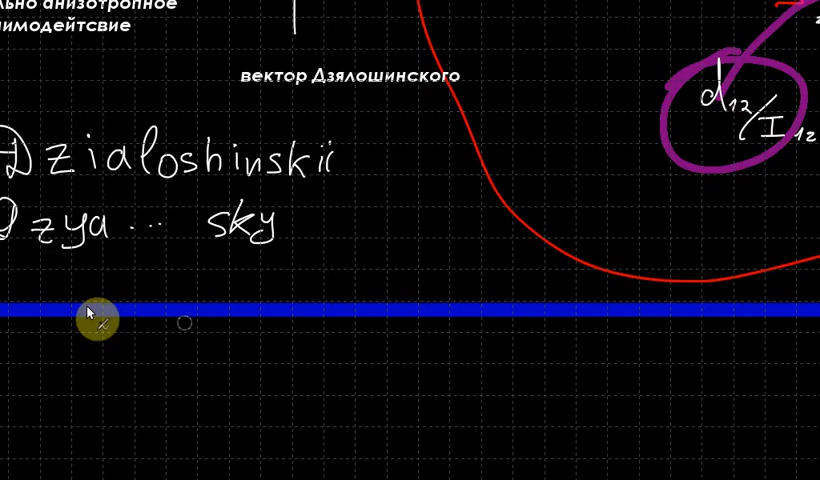 льно анизотропное
имодейтсвие
вектор Дзялошинского
d₁₂/I₁₂
Dzialoshinskii
Dzya... sky